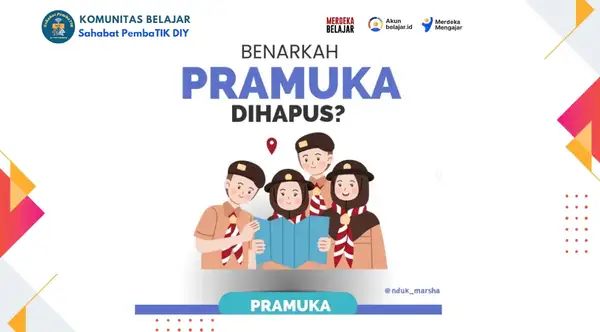 KOMUNITAS BELAJAR
Sahabat PembaTIK DIY
MERDEKA
BELAJAR
Akun
belajar.id
Merdeka
Mengajar
BENARKAH
PRAMUKA
DIHAPUS?
@nduk_marsha
PRAMUKA